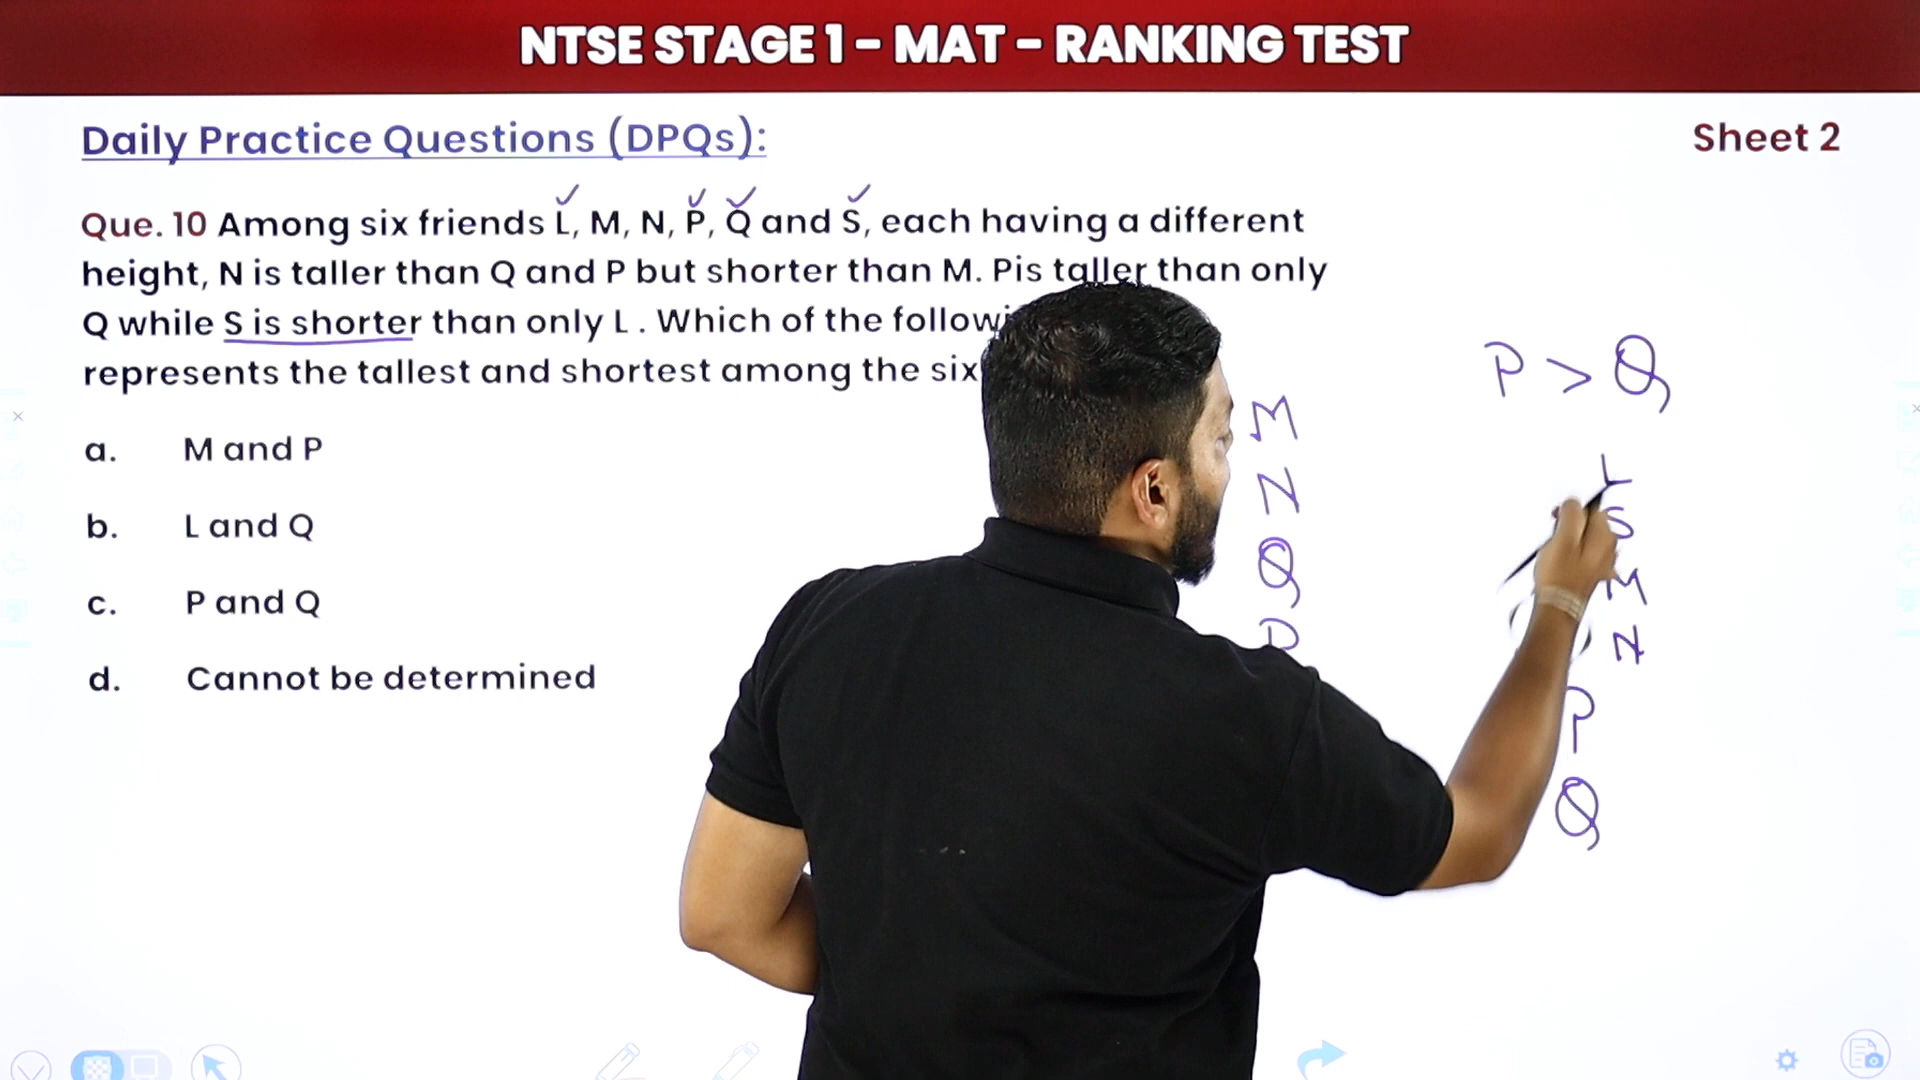 NTSE STAGE 1 – MAT – RANKING TEST
Daily Practice Questions (DPQs):
Sheet 2
Que. 10 Among six friends L, M, N, P, Q and S, each having a different
height, N is taller than Q and P but shorter than M. Pis taller than only
Q while S is shorter than only L . Which of the
represents the tallest and shortest among the six
a. M and P
b. L and Q
c. P and Q
d. Cannot be determined
M
N
Q
P
P > Q
L
S
M
N
P
Q